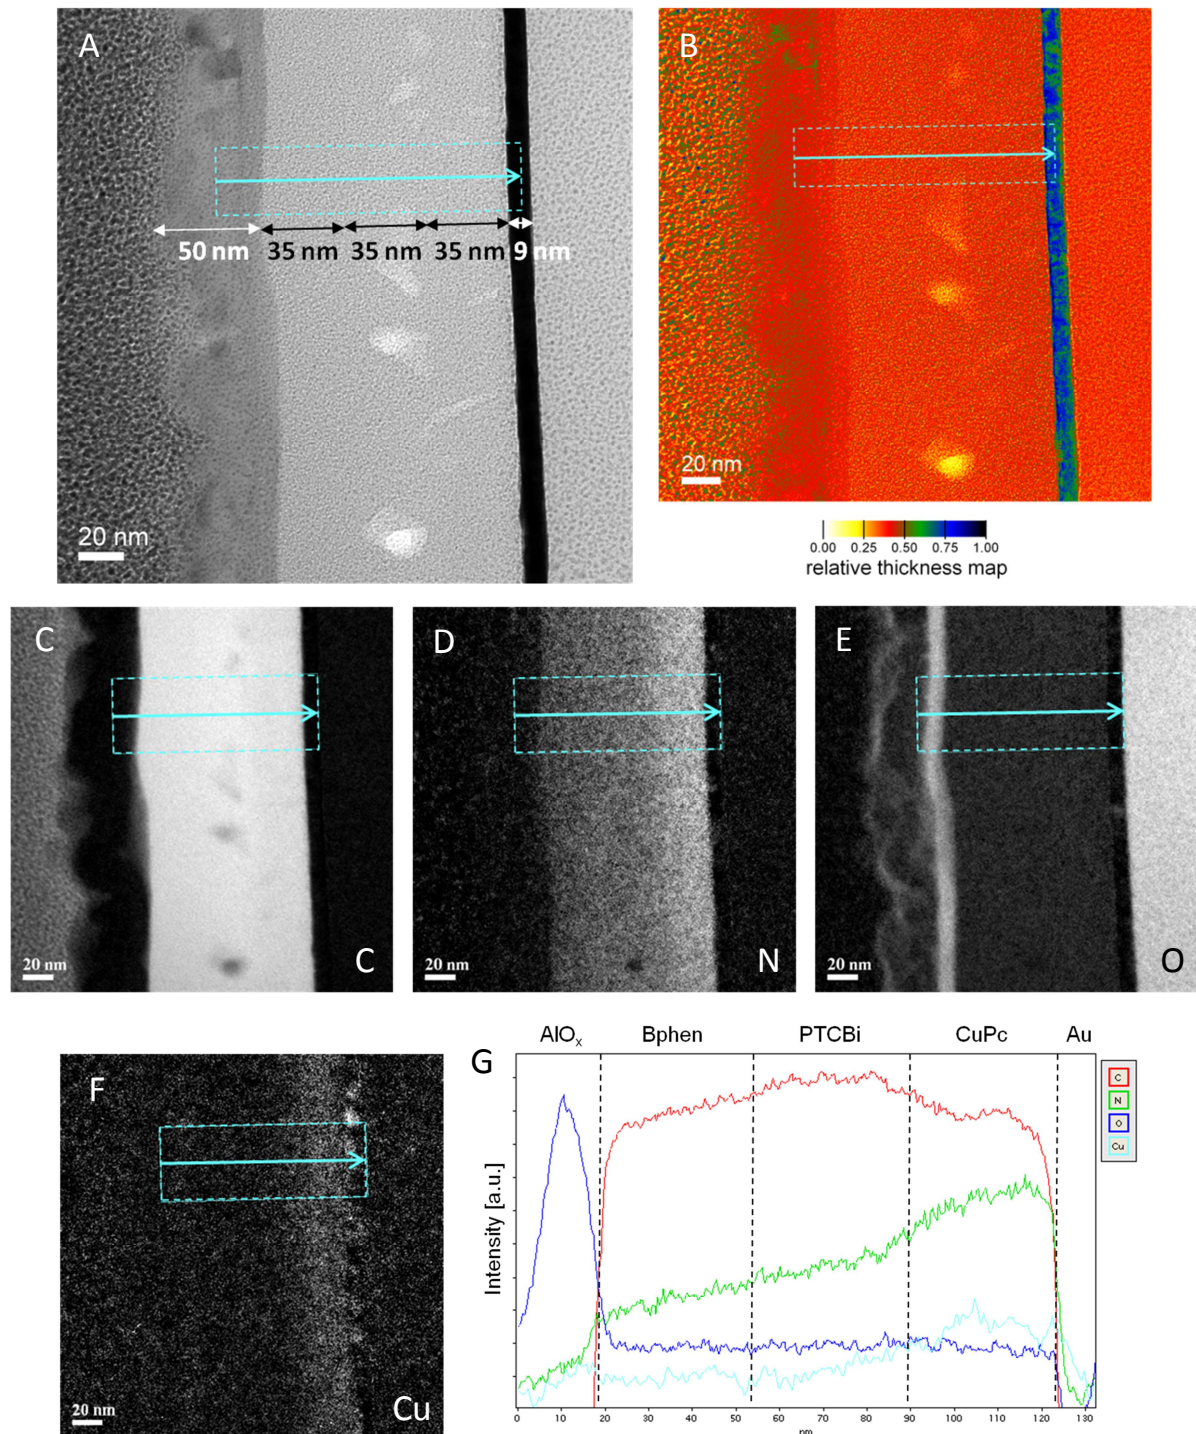 A
50 nm
35 nm
35 nm
35 nm
9 nm
20 nm
B
20 nm
0.00 0.25 0.50 0.75 1.00
relative thickness map
C
20 nm
C
D
20 nm
N
E
20 nm
O
F
20 nm
Cu
G
AlOx
Bphen
PTCBi
CuPc
Au
Intensity [a.u.]
C
N
O
Cu
0 10 20 30 40 50 60 70 80 90 100 110 120 130
nm